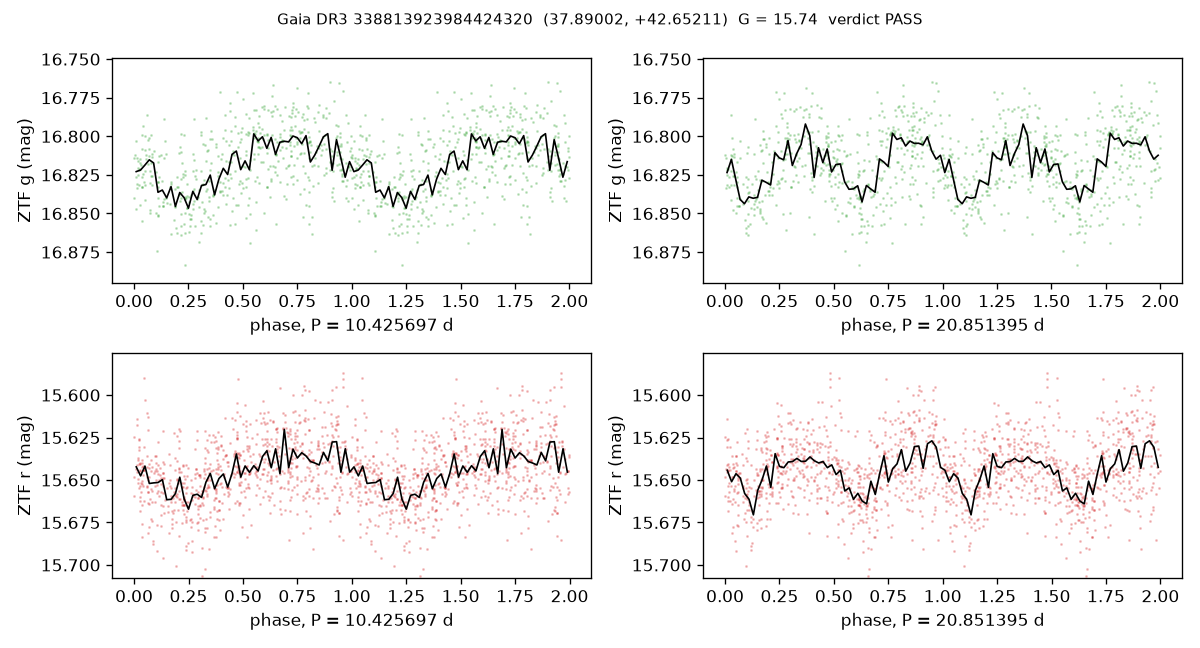 Gaia DR3 338813923984424320  (37.89002, +42.65211)  G = 15.74  verdict PASS
16.750
16.775
16.800
16.825
16.850
16.875
ZTF g (mag)
0.00 0.25 0.50 0.75 1.00 1.25 1.50 1.75 2.00
phase, P = 10.425697 d
16.750
16.775
16.800
16.825
16.850
16.875
ZTF g (mag)
0.00 0.25 0.50 0.75 1.00 1.25 1.50 1.75 2.00
phase, P = 20.851395 d
15.600
15.625
15.650
15.675
15.700
ZTF r (mag)
0.00 0.25 0.50 0.75 1.00 1.25 1.50 1.75 2.00
phase, P = 10.425697 d
15.600
15.625
15.650
15.675
15.700
ZTF r (mag)
0.00 0.25 0.50 0.75 1.00 1.25 1.50 1.75 2.00
phase, P = 20.851395 d